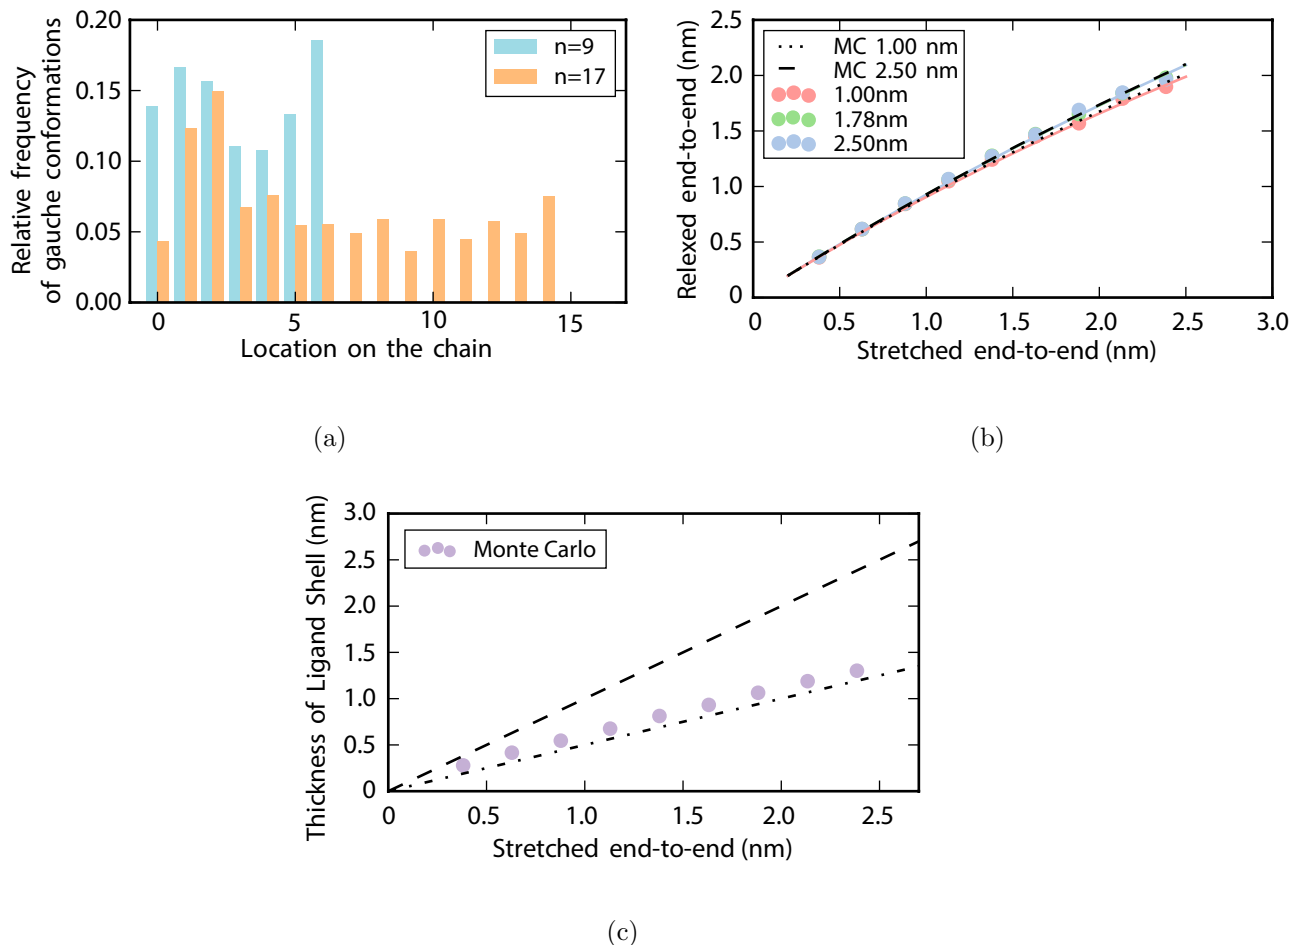 Relative frequency
of gauche conformations
0.20
0.15
0.10
0.05
0.00
n=9
n=17
0
5
10
15
Location on the chain
(a)
Relexed end-to-end (nm)
2.5
2.0
1.5
1.0
0.5
0
MC 1.00 nm
MC 2.50 nm
1.00nm
1.78nm
2.50nm
0
0.5
1.0
1.5
2.0
2.5
3.0
Stretched end-to-end (nm)
(b)
Thickness of Ligand Shell (nm)
3.0
2.5
2.0
1.5
1.0
0.5
0
Monte Carlo
0
0.5
1.0
1.5
2.0
2.5
Stretched end-to-end (nm)
(c)